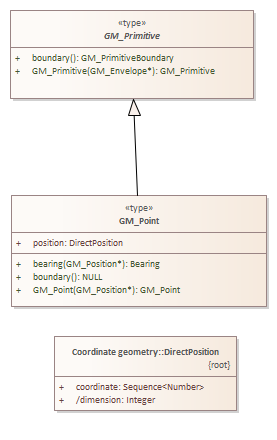 «type»
GM_Primitive
+ boundary(): GM_PrimitiveBoundary
+ GM_Primitive(GM_Envelope*): GM_Primitive
«type»
GM_Point
+ position: DirectPosition
+ bearing(GM_Position*): Bearing
+ boundary(): NULL
+ GM_Point(GM_Position*): GM_Point
Coordinate geometry::DirectPosition
{root}
+ coordinate: Sequence<Number>
+ /dimension: Integer